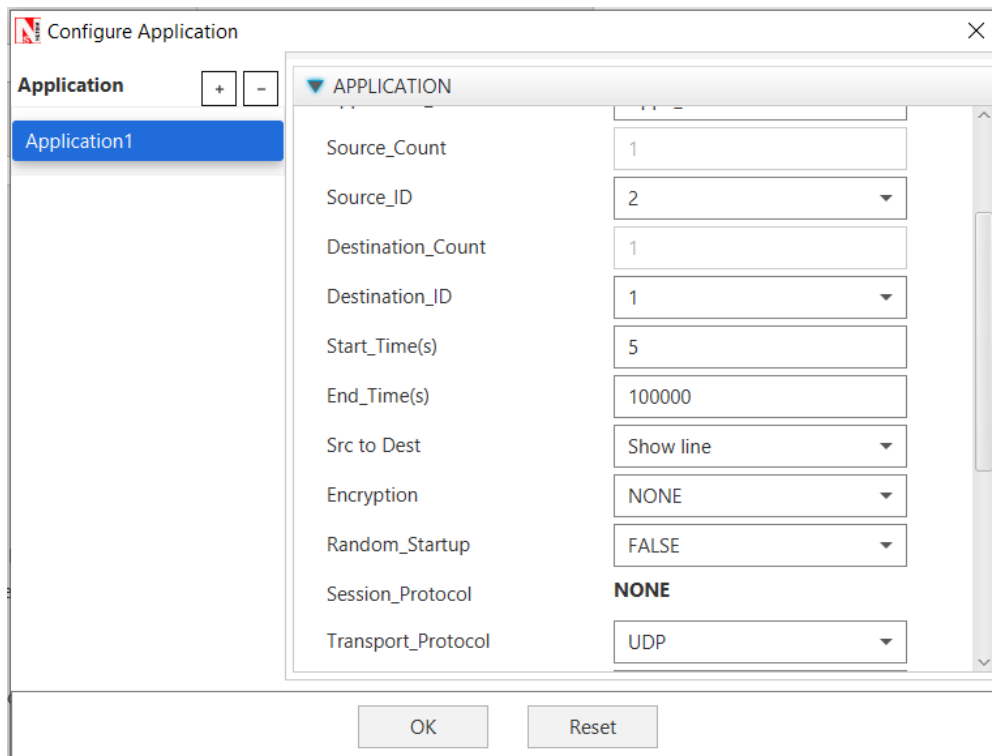 Configure Application
Application + -
APPLICATION
Application1
Source_Count 1
Source_ID 2
Destination_Count 1
Destination_ID 1
Start_Time(s) 5
End_Time(s) 100000
Src to Dest Show line
Encryption NONE
Random_Startup FALSE
Session_Protocol NONE
Transport_Protocol UDP
OK Reset